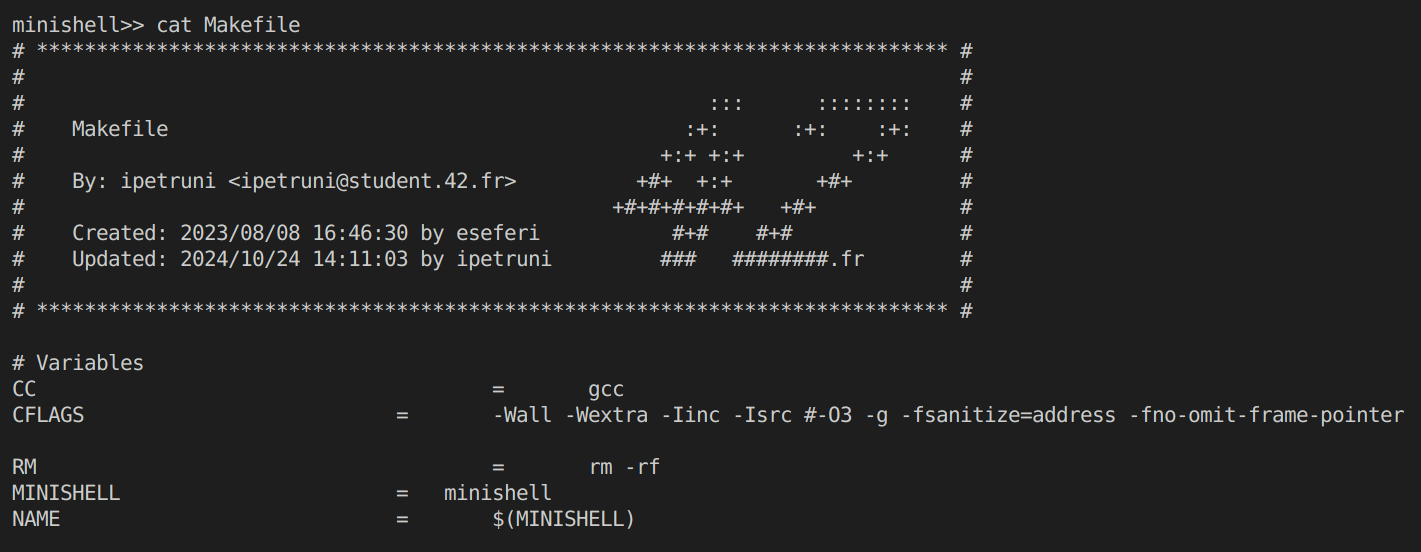 minishell>> cat Makefile
# **************************************************************************** #
#                                                                              #
#                                                         :::      ::::::::    #
#    Makefile                                           :+:      :+:    :+:    #
#                                                     +:+ +:+         +:+      #
#    By: ipetruni <ipetruni@student.42.fr>          +#+  +:+       +#+         #
#                                                 +#+#+#+#+#+   +#+            #
#    Created: 2023/08/08 16:46:30 by eseferi           #+#    #+#              #
#    Updated: 2024/10/24 14:11:03 by ipetruni         ###   ########.fr        #
#                                                                              #
# **************************************************************************** #

# Variables
CC                                      =       gcc
CFLAGS                          =       -Wall -Wextra -Iinc -Isrc #-O3 -g -fsanitize=address -fno-omit-frame-pointer

RM                                      =       rm -rf
MINISHELL                       =   minishell
NAME                            =       $(MINISHELL)